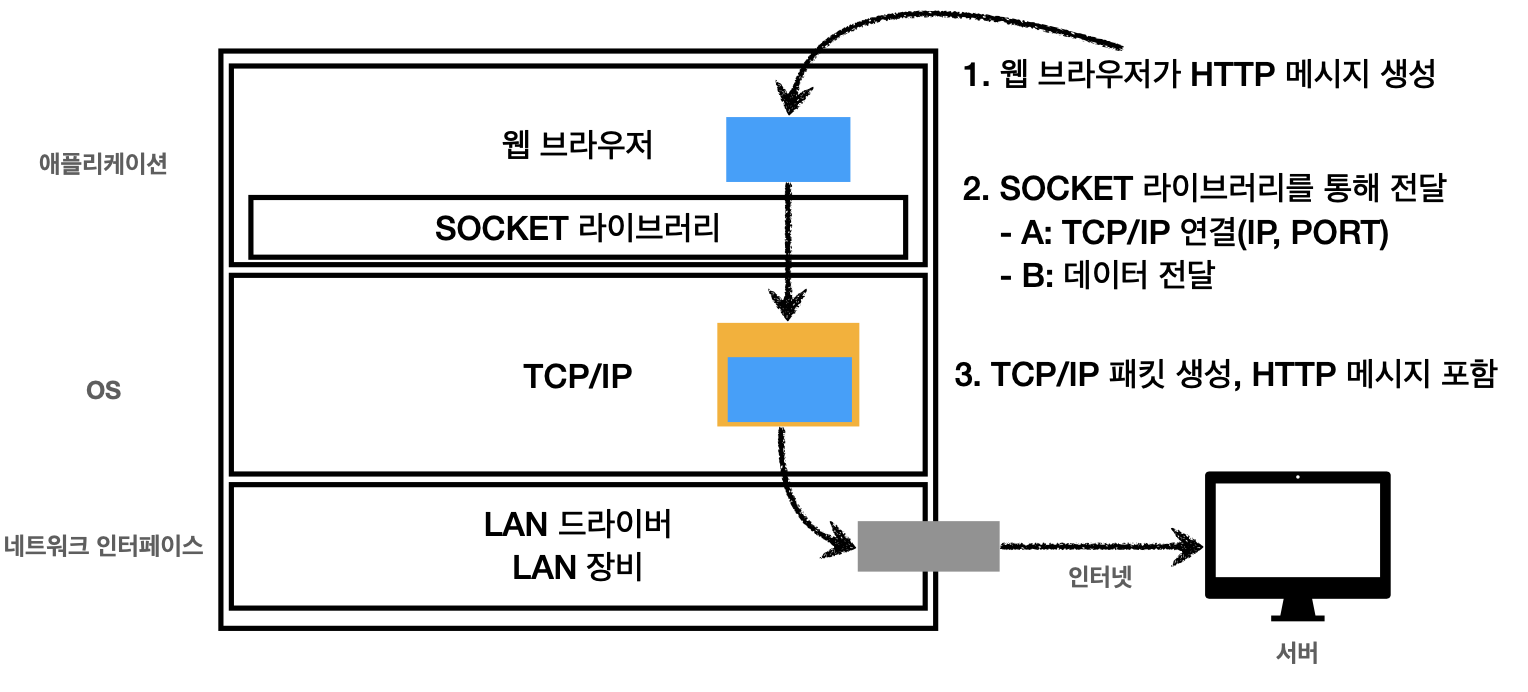 1. 웹 브라우저가 HTTP 메시지 생성
애플리케이션
웹 브라우저
SOCKET 라이브러리
2. SOCKET 라이브러리를 통해 전달
- A: TCP/IP 연결(IP, PORT)
- B: 데이터 전달
OS
TCP/IP
3. TCP/IP 패킷 생성, HTTP 메시지 포함
네트워크 인터페이스
LAN 드라이버
LAN 장비
인터넷
서버